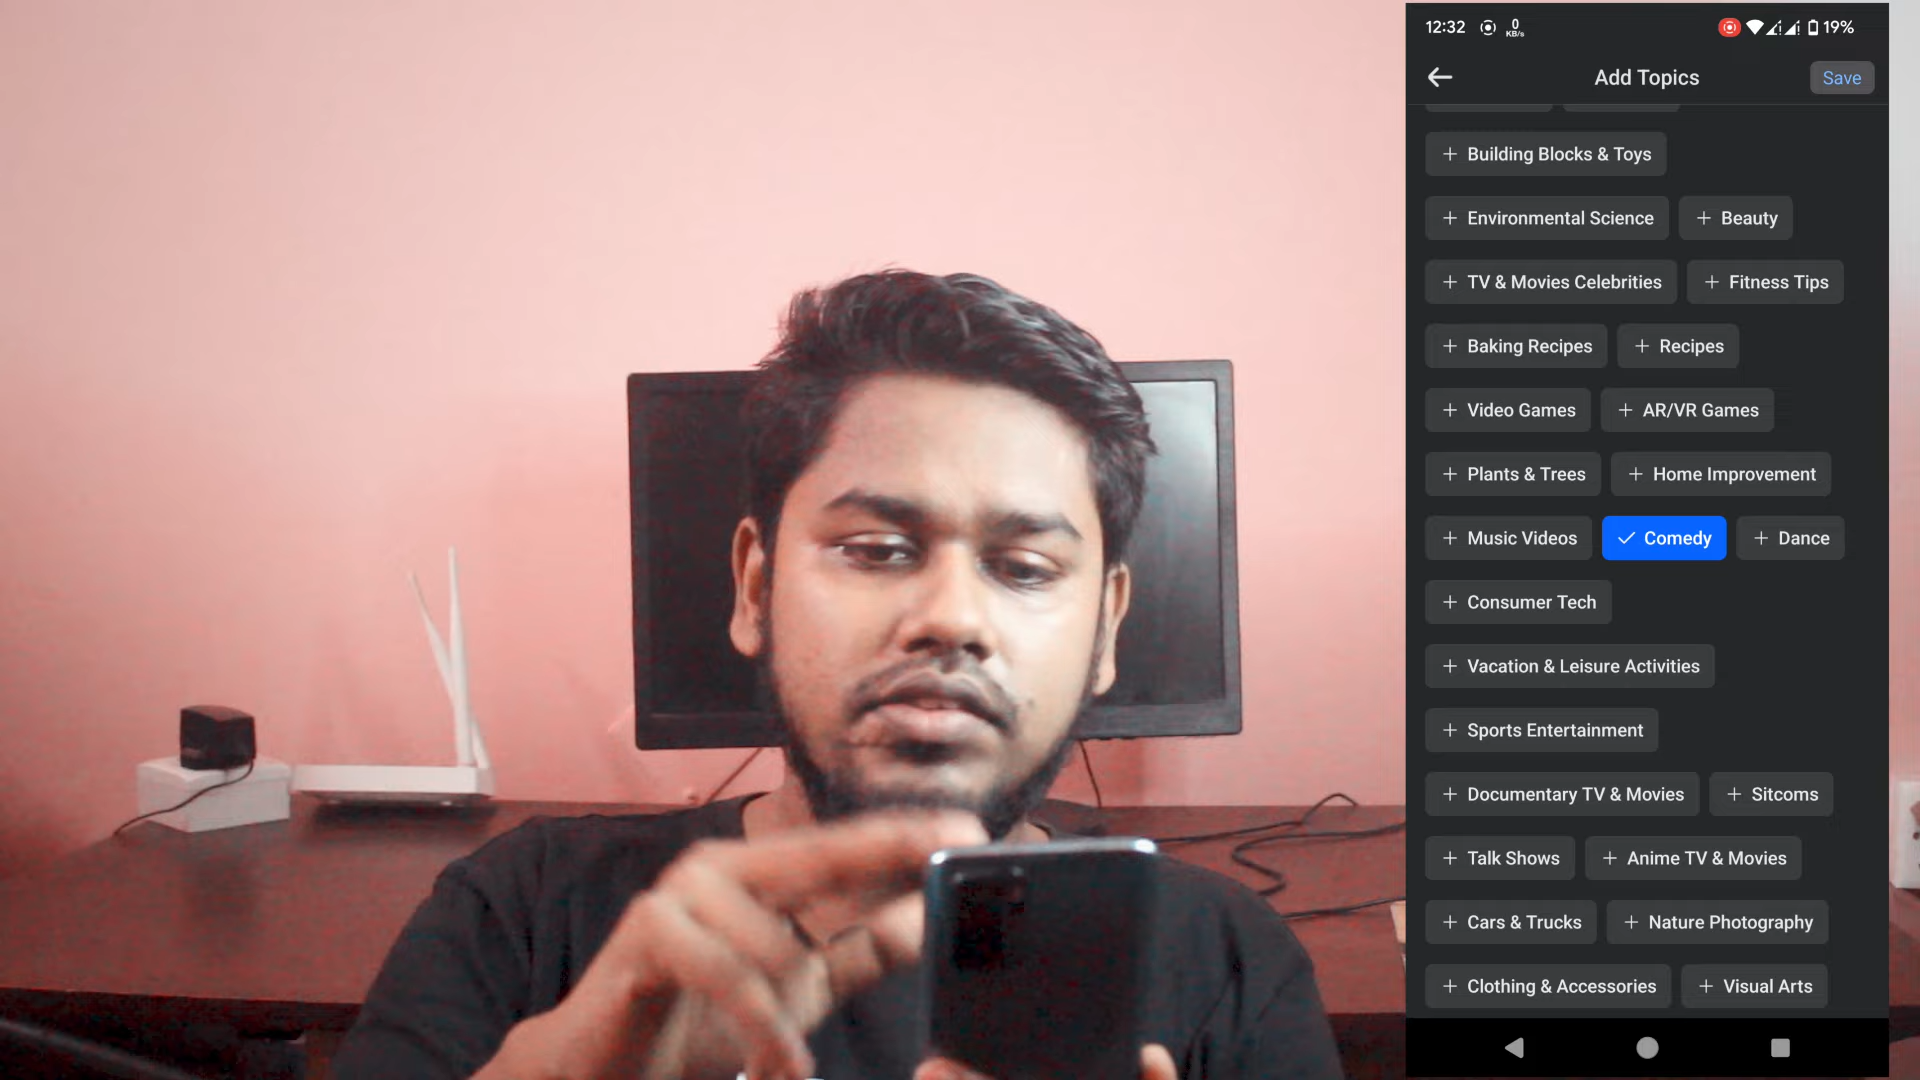 12:32 0 KB/s 19%
Add Topics Save
+ Building Blocks & Toys
+ Environmental Science + Beauty
+ TV & Movies Celebrities + Fitness Tips
+ Baking Recipes + Recipes
+ Video Games + AR/VR Games
+ Plants & Trees + Home Improvement
+ Music Videos ✓ Comedy + Dance
+ Consumer Tech
+ Vacation & Leisure Activities
+ Sports Entertainment
+ Documentary TV & Movies + Sitcoms
+ Talk Shows + Anime TV & Movies
+ Cars & Trucks + Nature Photography
+ Clothing & Accessories + Visual Arts